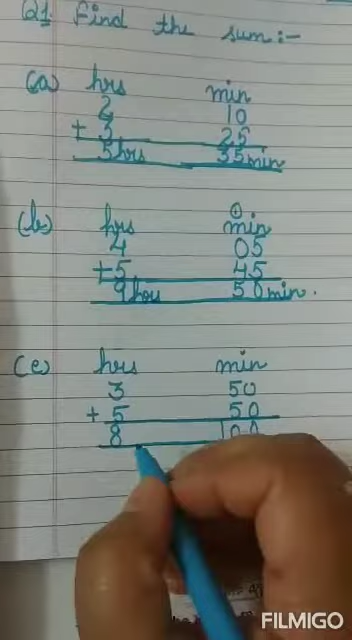 Q1. Find the sum:-
(a) hrs min
2 10
+ 3 25
5hrs 35min
(b) hrs min
4 05
+ 5 45
9hrs 50min.
(c) hrs min
3 50
+ 5 50
8 100
FILMIGO